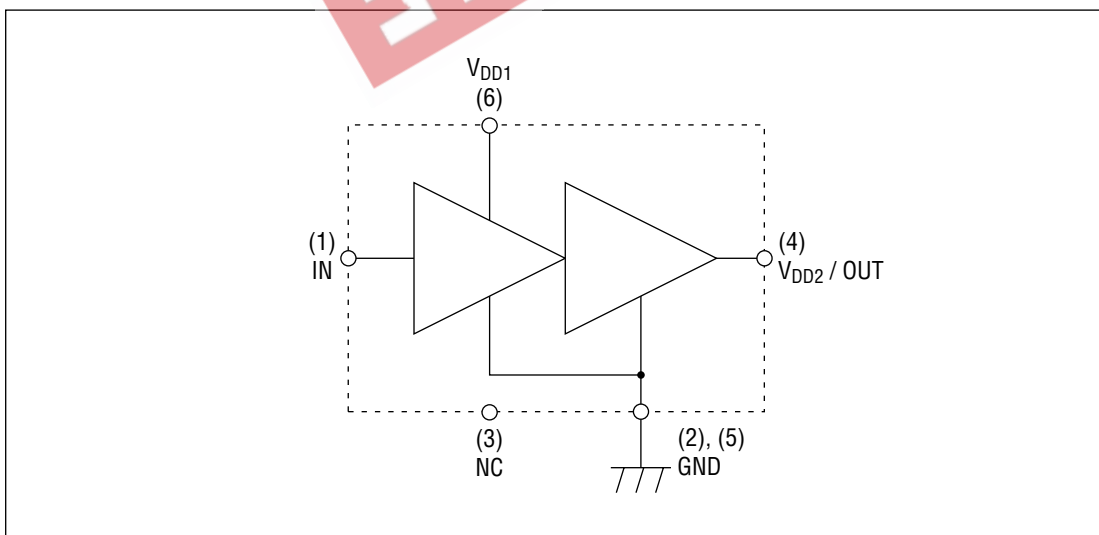 VDD1
(6)
(1)
IN
(4)
VDD2 / OUT
(3)
NC
(2), (5)
GND